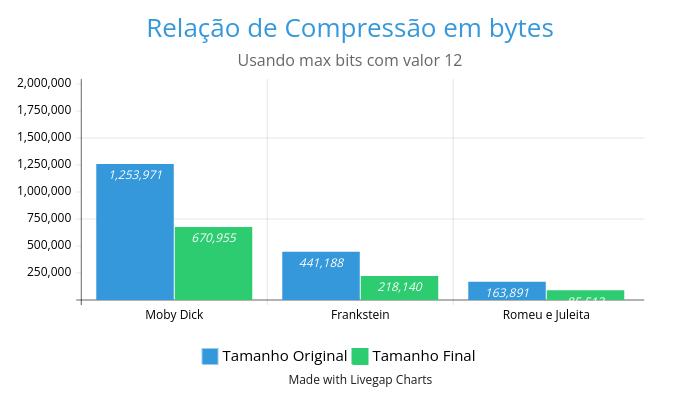 Relação de Compressão em bytes
Usando max bits com valor 12
2,000,000
1,750,000
1,500,000
1,250,000
1,000,000
750,000
500,000
250,000
1,253,971
670,955
441,188
218,140
163,891
Moby Dick
Frankstein
Romeu e Juleita
Tamanho Original
Tamanho Final
Made with Livegap Charts